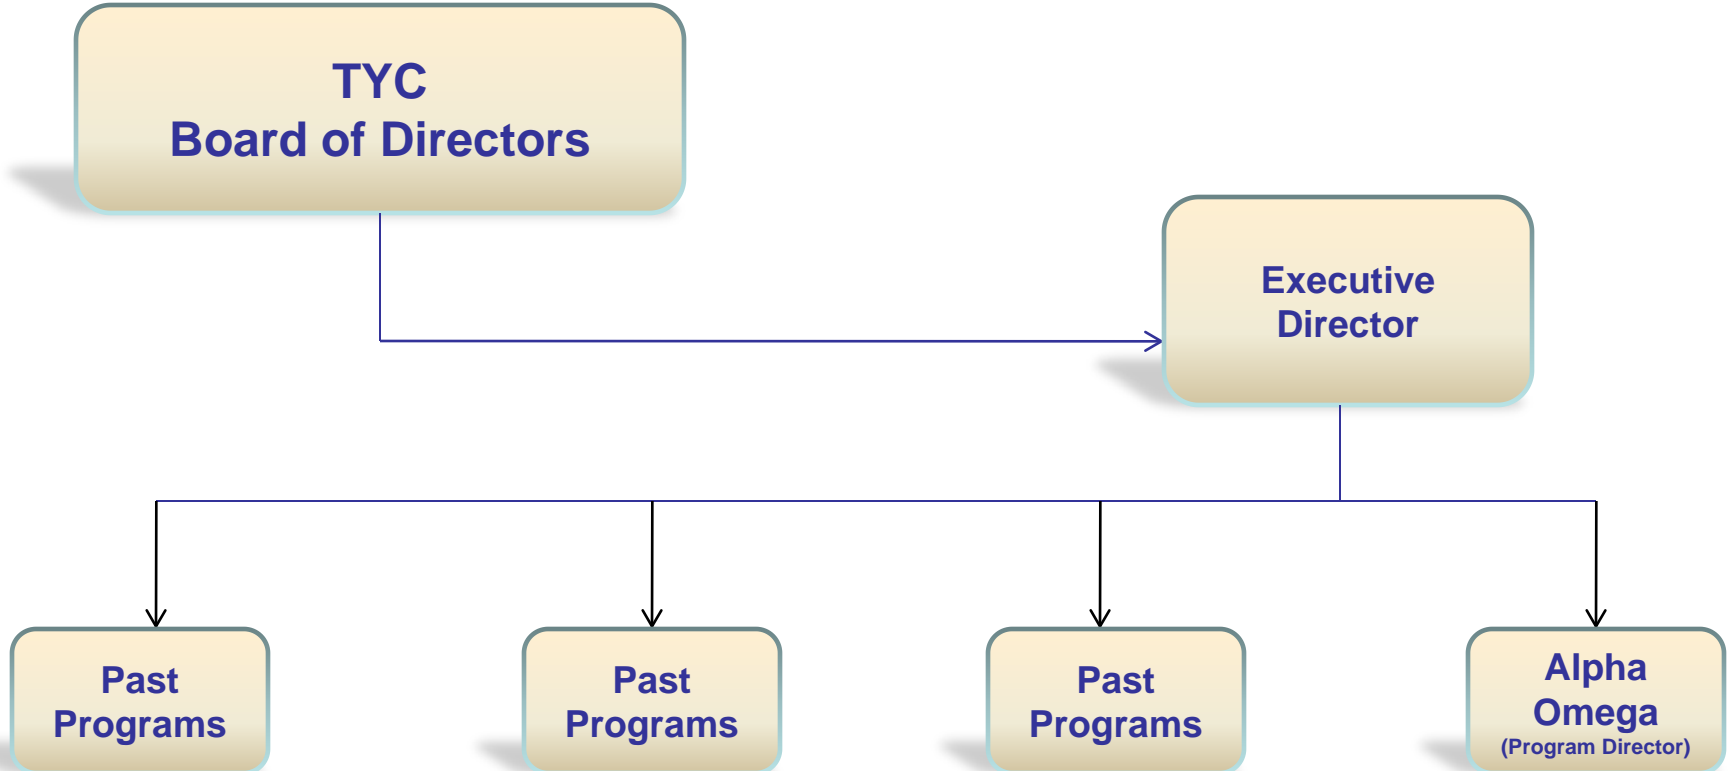 TYC
Board of Directors
Executive
Director
Past
Programs
Past
Programs
Past
Programs
Alpha
Omega
(Program Director)